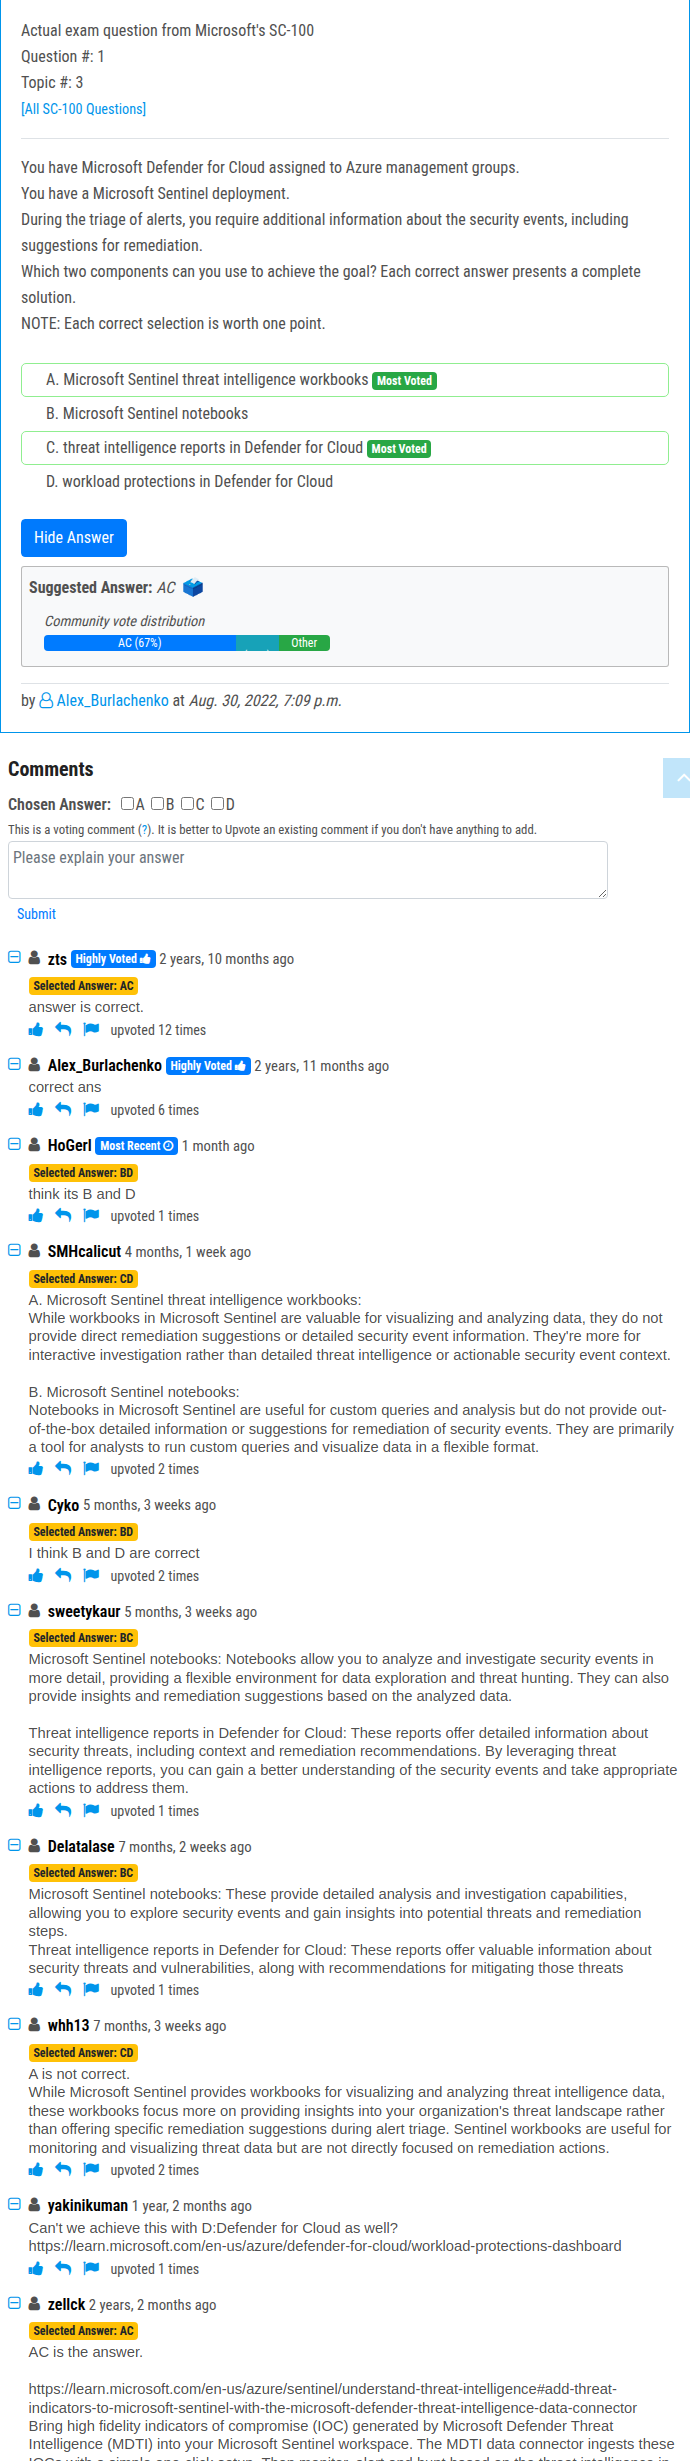 Actual exam question from Microsoft's SC-100
Question #: 1
Topic #: 3
[All SC-100 Questions]
You have Microsoft Defender for Cloud assigned to Azure management groups.
You have a Microsoft Sentinel deployment.
During the triage of alerts, you require additional information about the security events, including
suggestions for remediation.
Which two components can you use to achieve the goal? Each correct answer presents a complete
solution.
NOTE: Each correct selection is worth one point.
A. Microsoft Sentinel threat intelligence workbooks Most Voted
B. Microsoft Sentinel notebooks
C. threat intelligence reports in Defender for Cloud Most Voted
D. workload protections in Defender for Cloud
Hide Answer
Suggested Answer: AC
Community vote distribution
AC (67%) Other
by Alex_Burlachenko at Aug. 30, 2022, 7:09 p.m.
Comments
Chosen Answer: A B C D
This is a voting comment (?). It is better to Upvote an existing comment if you don't have anything to add.
Please explain your answer
Submit
zts Highly Voted 2 years, 10 months ago
Selected Answer: AC
answer is correct.
upvoted 12 times
Alex_Burlachenko Highly Voted 2 years, 11 months ago
correct ans
upvoted 6 times
HoGerl Most Recent 1 month ago
Selected Answer: BD
think its B and D
upvoted 1 times
SMHcalicut 4 months, 1 week ago
Selected Answer: CD
A. Microsoft Sentinel threat intelligence workbooks:
While workbooks in Microsoft Sentinel are valuable for visualizing and analyzing data, they do not
provide direct remediation suggestions or detailed security event information. They're more for
interactive investigation rather than detailed threat intelligence or actionable security event context.
B. Microsoft Sentinel notebooks:
Notebooks in Microsoft Sentinel are useful for custom queries and analysis but do not provide out-
of-the-box detailed information or suggestions for remediation of security events. They are primarily
a tool for analysts to run custom queries and visualize data in a flexible format.
upvoted 2 times
Cyko 5 months, 3 weeks ago
Selected Answer: BD
I think B and D are correct
upvoted 2 times
sweetykaur 5 months, 3 weeks ago
Selected Answer: BC
Microsoft Sentinel notebooks: Notebooks allow you to analyze and investigate security events in
more detail, providing a flexible environment for data exploration and threat hunting. They can also
provide insights and remediation suggestions based on the analyzed data.
Threat intelligence reports in Defender for Cloud: These reports offer detailed information about
security threats, including context and remediation recommendations. By leveraging threat
intelligence reports, you can gain a better understanding of the security events and take appropriate
actions to address them.
upvoted 1 times
Delatalase 7 months, 2 weeks ago
Selected Answer: BC
Microsoft Sentinel notebooks: These provide detailed analysis and investigation capabilities,
allowing you to explore security events and gain insights into potential threats and remediation
steps.
Threat intelligence reports in Defender for Cloud: These reports offer valuable information about
security threats and vulnerabilities, along with recommendations for mitigating those threats
upvoted 1 times
whh13 7 months, 3 weeks ago
Selected Answer: CD
A is not correct.
While Microsoft Sentinel provides workbooks for visualizing and analyzing threat intelligence data,
these workbooks focus more on providing insights into your organization's threat landscape rather
than offering specific remediation suggestions during alert triage. Sentinel workbooks are useful for
monitoring and visualizing threat data but are not directly focused on remediation actions.
upvoted 2 times
yakinikuman 1 year, 2 months ago
Can't we achieve this with D:Defender for Cloud as well?
https://learn.microsoft.com/en-us/azure/defender-for-cloud/workload-protections-dashboard
upvoted 1 times
zellck 2 years, 2 months ago
Selected Answer: AC
AC is the answer.
https://learn.microsoft.com/en-us/azure/sentinel/understand-threat-intelligence#add-threat-
indicators-to-microsoft-sentinel-with-the-microsoft-defender-threat-intelligence-data-connector
Bring high fidelity indicators of compromise (IOC) generated by Microsoft Defender Threat
Intelligence (MDTI) into your Microsoft Sentinel workspace. The MDTI data connector ingests these